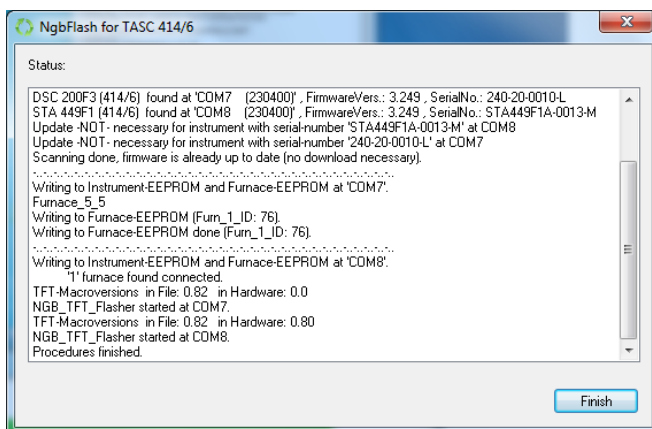 NgbFlash for TASC 414/6
Status:
DSC 200F3 (414/6) found at 'COM7 (230400)' , FirmwareVers.: 3.249 , SerialNo.: 240-20-0010-L
STA 449F1 (414/6) found at 'COM8 (230400)' , FirmwareVers.: 3.249 , SerialNo.: STA449F1A-0013-M
Update -NOT- necessary for instrument with serial-number 'STA449F1A-0013-M' at COM8
Update -NOT- necessary for instrument with serial-number '240-20-0010-L' at COM7
Scanning done, firmware is already up to date (no download necessary).
-.-.-.-.-.-.-.-.-.-.-.-.-.-.-.-.-.-.-.-.-.-.-.-.-.-.-.-.-.-.-.-.-.-.-.
Writing to Instrument-EEPROM and Furnace-EEPROM at 'COM7'.
Furnace_5_5
Writing to Furnace-EEPROM (Furn_1_ID: 76).
Writing to Furnace-EEPROM done (Furn_1_ID: 76).
-.-.-.-.-.-.-.-.-.-.-.-.-.-.-.-.-.-.-.-.-.-.-.-.-.-.-.-.-.-.-.-.-.-.-.
Writing to Instrument-EEPROM and Furnace-EEPROM at 'COM8'.
'1' furnace found connected.
TFT-Macroversions in File: 0.82 in Hardware: 0.0
NGB_TFT_Flasher started at COM7.
TFT-Macroversions in File: 0.82 in Hardware: 0.80
NGB_TFT_Flasher started at COM8.
Procedures finished.
Finish